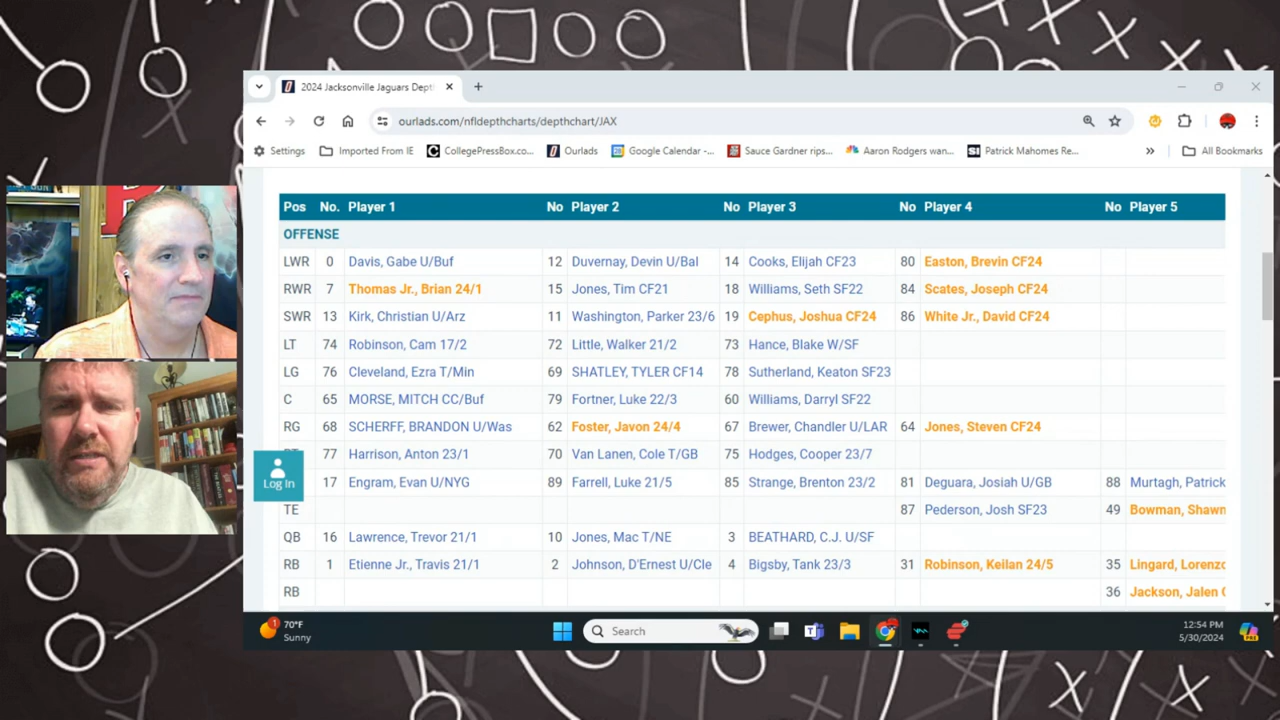 2024 Jacksonville Jaguars Dept
ourlads.com/nfldepthcharts/depthchart/JAX
Settings Imported From IE CollegePressBox.co... Ourlads Google Calendar -... Sauce Gardner rips... Aaron Rodgers wan... Patrick Mahomes Re... » All Bookmarks
Pos No. Player 1 No Player 2 No Player 3 No Player 4 No Player 5
OFFENSE
LWR 0 Davis, Gabe U/Buf 12 Duvernay, Devin U/Bal 14 Cooks, Elijah CF23 80 Easton, Brevin CF24
RWR 7 Thomas Jr., Brian 24/1 15 Jones, Tim CF21 18 Williams, Seth SF22 84 Scates, Joseph CF24
SWR 13 Kirk, Christian U/Arz 11 Washington, Parker 23/6 19 Cephus, Joshua CF24 86 White Jr., David CF24
LT 74 Robinson, Cam 17/2 72 Little, Walker 21/2 73 Hance, Blake W/SF
LG 76 Cleveland, Ezra T/Min 69 SHATLEY, TYLER CF14 78 Sutherland, Keaton SF23
C 65 MORSE, MITCH CC/Buf 79 Fortner, Luke 22/3 60 Williams, Darryl SF22
RG 68 SCHERFF, BRANDON U/Was 62 Foster, Javon 24/4 67 Brewer, Chandler U/LAR 64 Jones, Steven CF24
77 Harrison, Anton 23/1 70 Van Lanen, Cole T/GB 75 Hodges, Cooper 23/7
Log In
17 Engram, Evan U/NYG 89 Farrell, Luke 21/5 85 Strange, Brenton 23/2 81 Deguara, Josiah U/GB 88 Murtagh, Patrick
TE 87 Pederson, Josh SF23 49 Bowman, Shawn
QB 16 Lawrence, Trevor 21/1 10 Jones, Mac T/NE 3 BEATHARD, C.J. U/SF
RB 1 Etienne Jr., Travis 21/1 2 Johnson, D'Ernest U/Cle 4 Bigsby, Tank 23/3 31 Robinson, Keilan 24/5 35 Lingard, Lorenzo
RB 36 Jackson, Jalen C
1 70°F
Sunny
Search
12:54 PM
5/30/2024